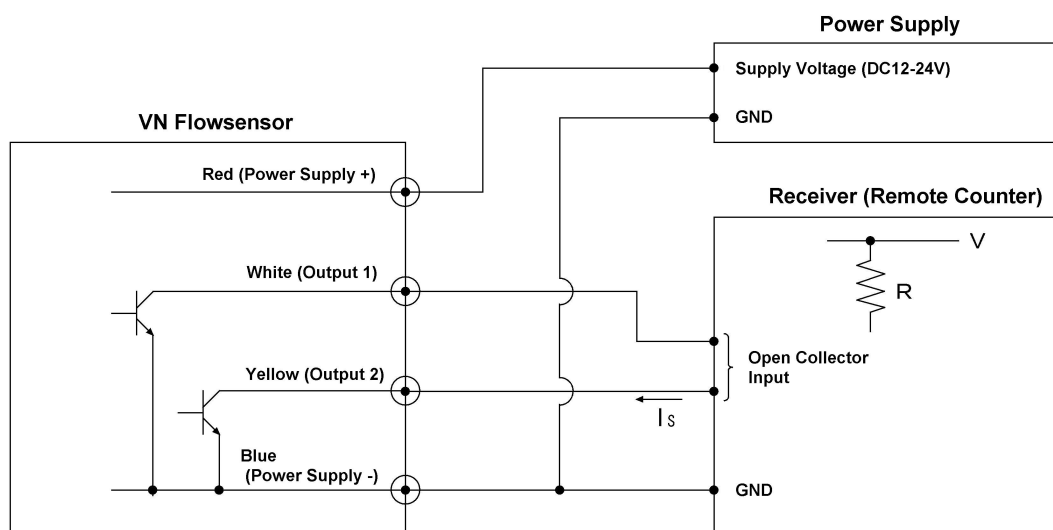 Power Supply
Supply Voltage (DC12-24V)
GND
VN Flowsensor
Red (Power Supply +)
Receiver (Remote Counter)
V
R
White (Output 1)
Open Collector
Input
Yellow (Output 2)
Is
Blue
(Power Supply -)
GND